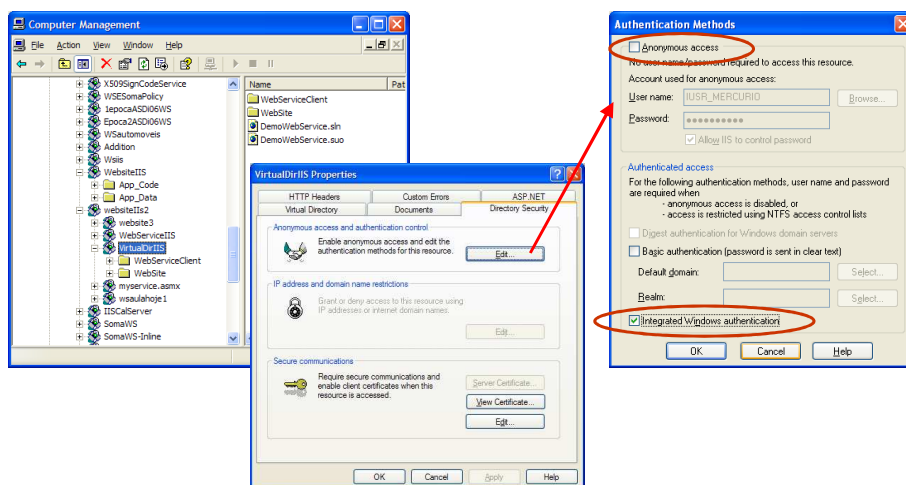 Computer Management
File Action View Window Help
X509SignCodeService
WSESomaPolicy
1epocaASDi06WS
Epoca2ASDi06WS
WSautomoveis
Addition
Wsiis
WebsiteIIS
App_Code
App_Data
websiteIIs2
website3
WebServiceIIS
VirtualDirIIS
WebServiceClient
WebSite
myservice.asmx
wsaulahoje1
IISCalServer
SomaWS
SomaWS-Inline
Name Pat
WebServiceClient
WebSite
DemoWebService.sln
DemoWebService.suo
VirtualDirIIS Properties
HTTP Headers Custom Errors ASP.NET
Virtual Directory Documents Directory Security
Anonymous access and authentication control
Enable anonymous access and edit the
authentication methods for this resource.
Edit...
IP address and domain name restrictions
Grant or deny access to this resource using
IP addresses or internet domain names.
Edit...
Secure communications
Require secure communications and
enable client certificates when this
resource is accessed.
Server Certificate...
View Certificate...
Edit...
OK Cancel Apply Help
Authentication Methods
Anonymous access
No user name/password required to access this resource.
Account used for anonymous access:
User name: IUSR_MERCURIO Browse...
Password:
Allow IIS to control password
Authenticated access
For the following authentication methods, user name and password
are required when
- anonymous access is disabled, or
- access is restricted using NTFS access control lists
Digest authentication for Windows domain servers
Basic authentication (password is sent in clear text)
Default domain: Select...
Realm: Select...
Integrated Windows authentication
OK Cancel Help